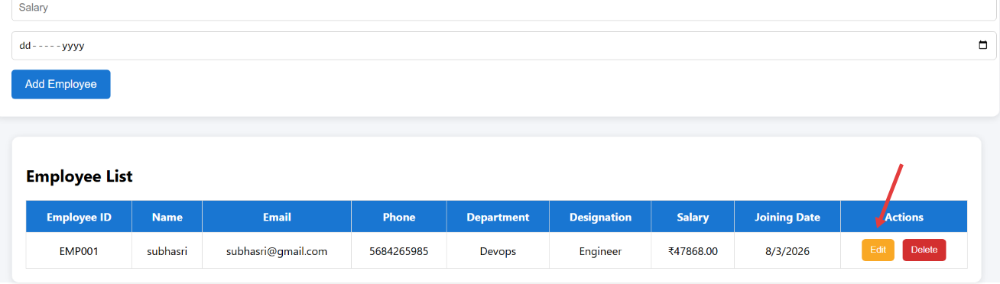 Salary
dd-----yyyy
Add Employee
Employee List
Employee ID Name Email Phone Department Designation Salary Joining Date Actions
EMP001 subhasri subhasri@gmail.com 5684265985 Devops Engineer ₹47868.00 8/3/2026 Edit Delete